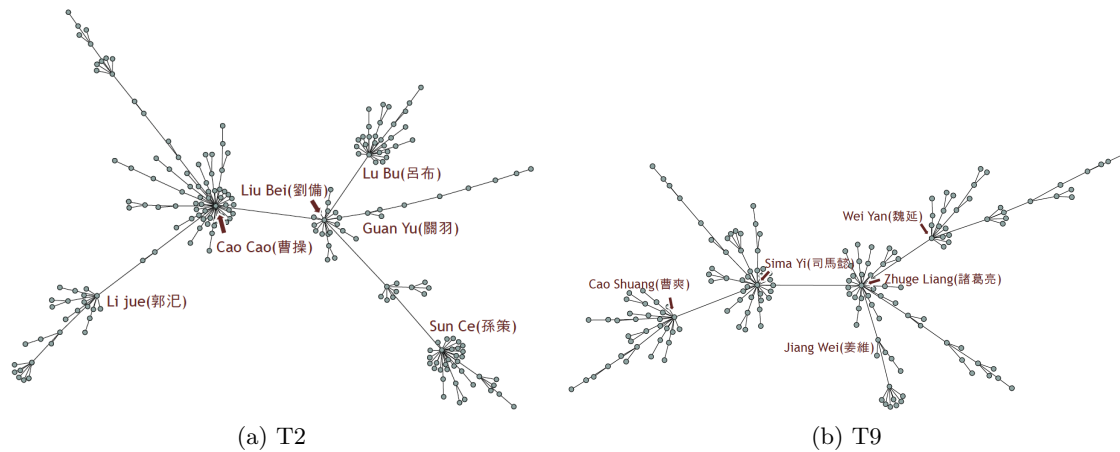 Lu Bu(呂布)
Liu Bei(劉備)
Guan Yu(關羽)
Cao Cao(曹操)
Li jue(郭汜)
Sun Ce(孫策)
(a) T2
Wei Yan(魏延)
Sima Yi(司馬懿)
Zhuge Liang(諸葛亮)
Cao Shuang(曹爽)
Jiang Wei(姜維)
(b) T9